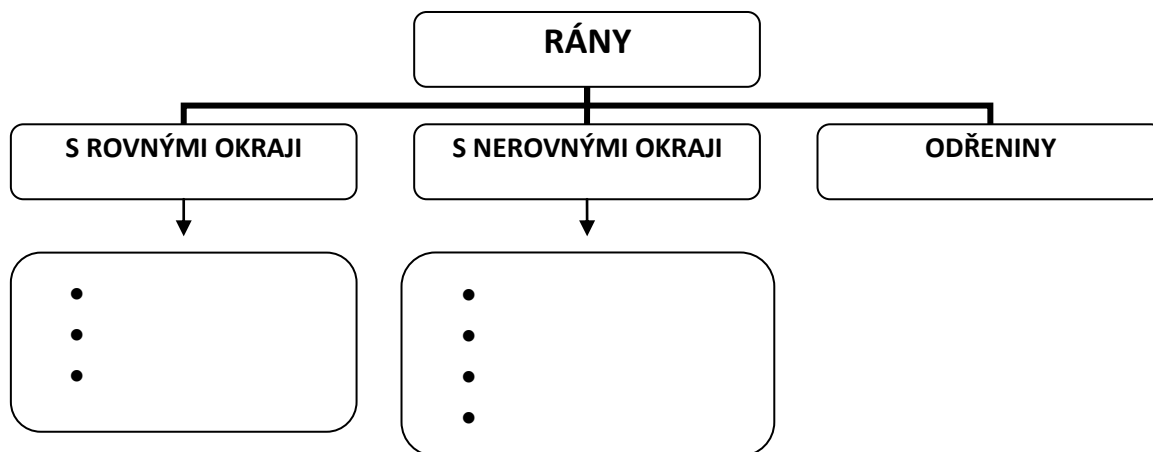 RÁNY
S ROVNÝMI OKRAJI
S NEROVNÝMI OKRAJI
ODŘENINY